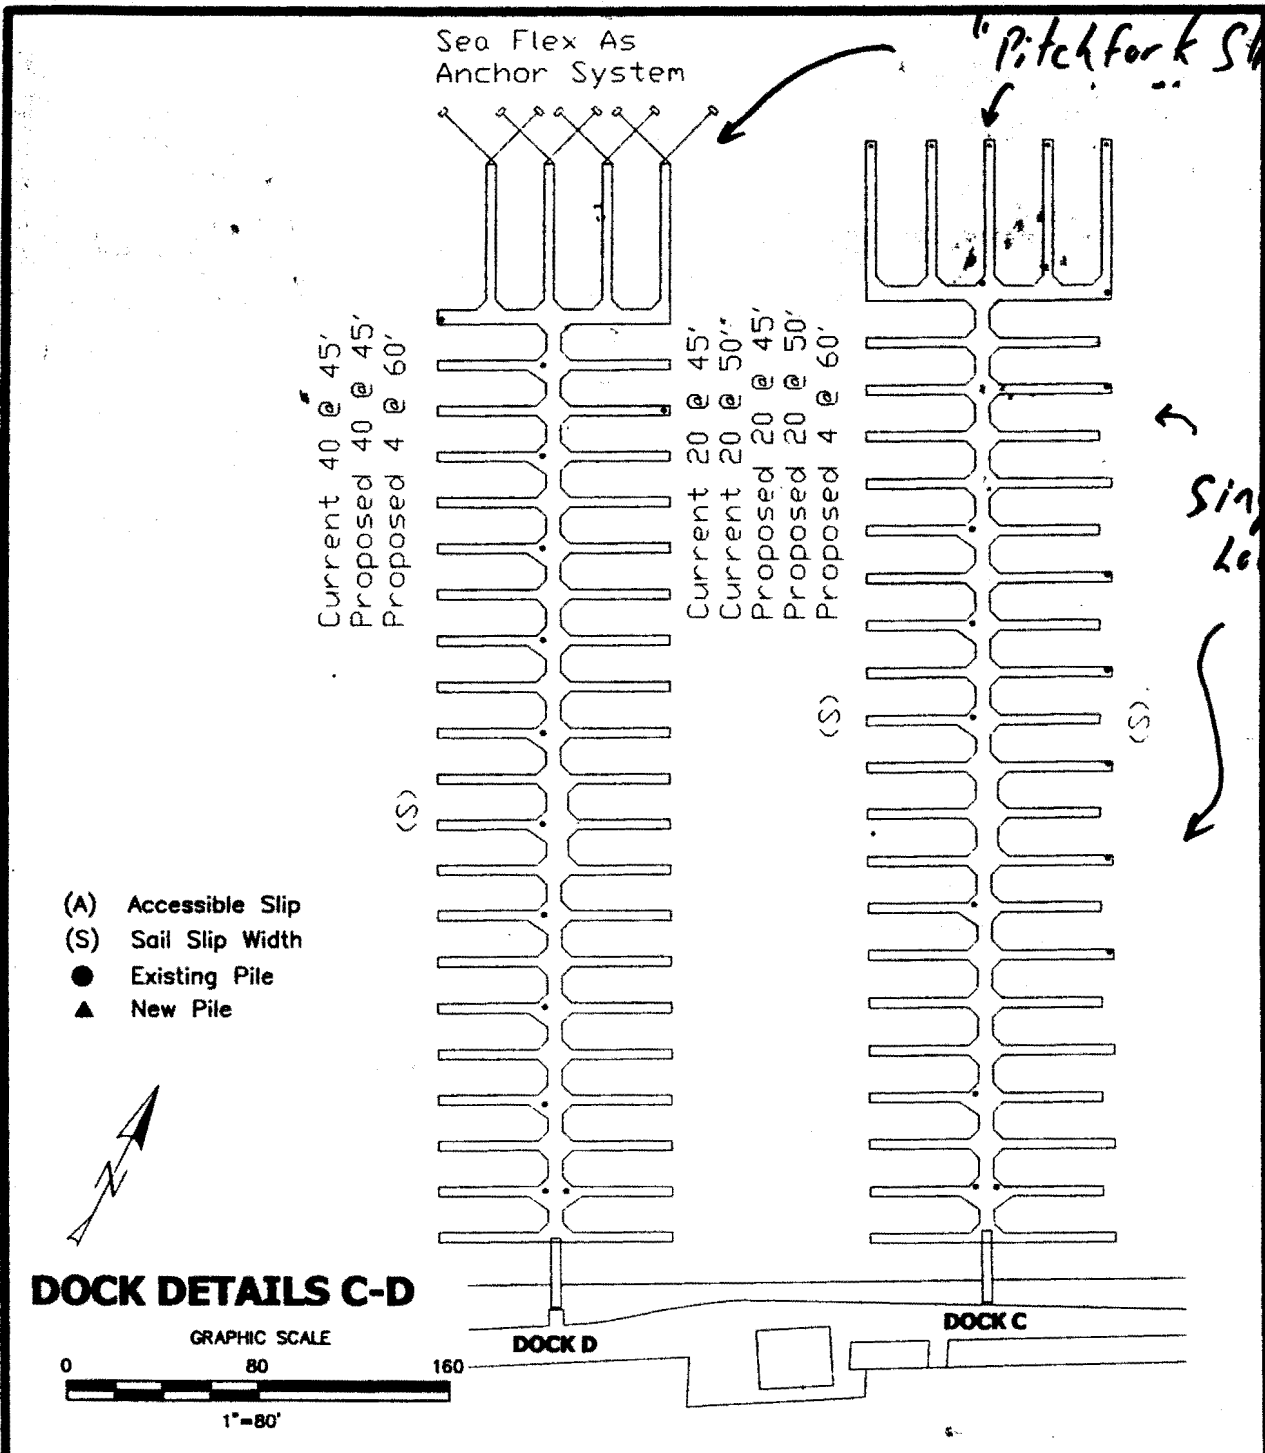 Sea Flex As
Anchor System
"Pitchfork
Current 40 @ 45'
Proposed 40 @ 45'
Proposed 4 @ 60'
Current 20 @ 45'
Current 20 @ 50'
Proposed 20 @ 45'
Proposed 20 @ 50'
Proposed 4 @ 60'
(S)
(S)
(S)
(A) Accessible Slip
(S) Sail Slip Width
Existing Pile
New Pile
N
DOCK DETAILS C-D
GRAPHIC SCALE
0 80 160
1"=80'
DOCK D
DOCK C